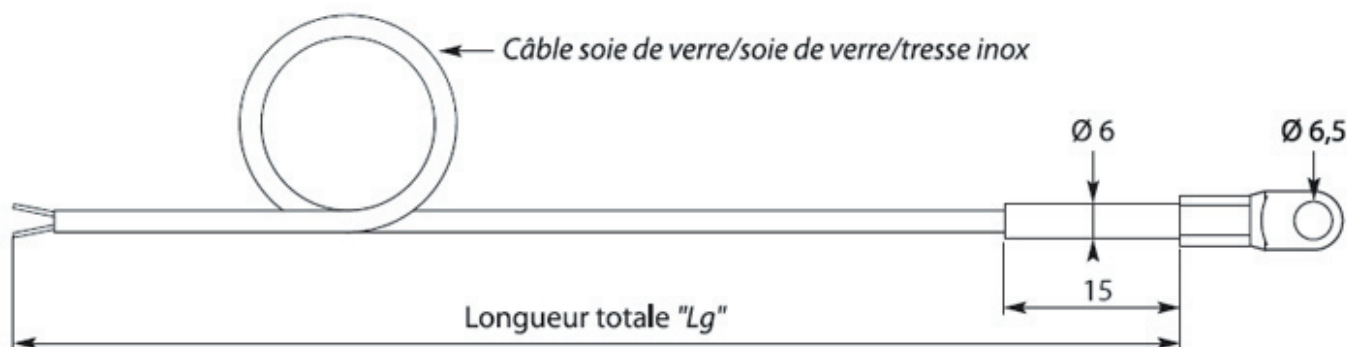 Câble soie de verre/soie de verre/tresse inox
Ø 6
Ø 6,5
15
Longueur totale "Lg"